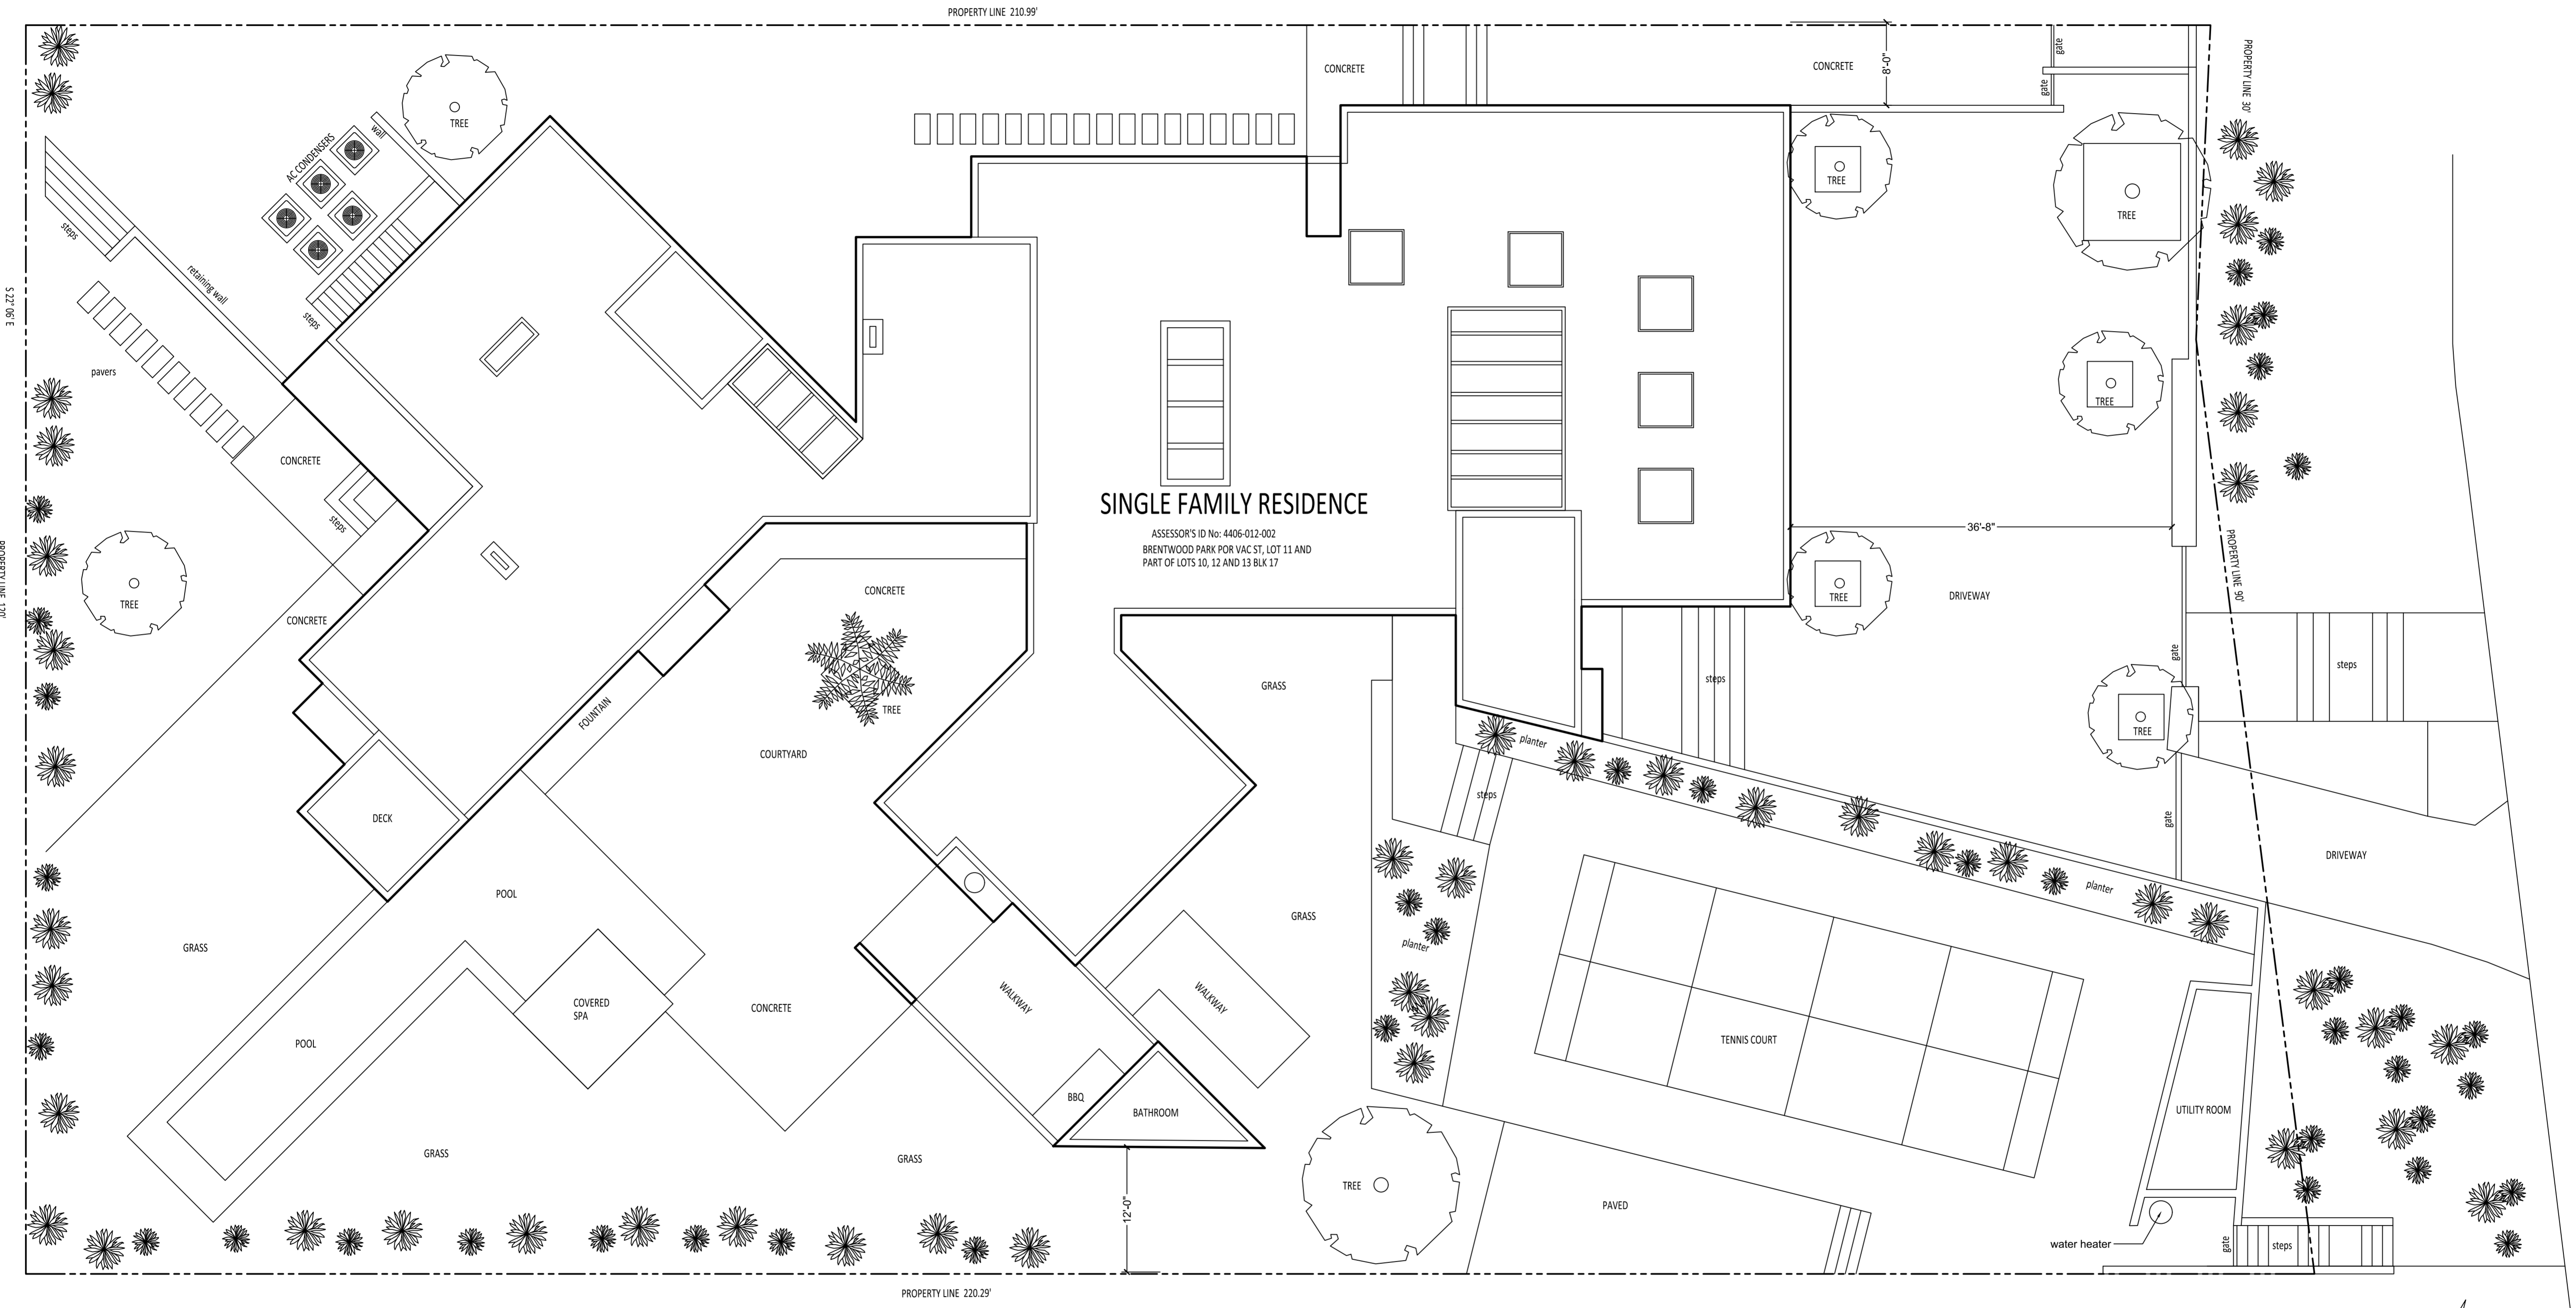 PROPERTY LINE 210.99'
CONCRETE
CONCRETE
8'-0"
gate
gate
PROPERTY LINE 30'
TREE
wall
AC CONDENSERS
steps
steps
retaining wall
S 22° 06' E
pavers
TREE
TREE
TREE
CONCRETE
steps
SINGLE FAMILY RESIDENCE
ASSESSOR'S ID No: 4406-012-002
BRENTWOOD PARK POR VAC ST, LOT 11 AND
PART OF LOTS 10, 12 AND 13 BLK 17
36'-8"
PROPERTY LINE 90'
PROPERTY LINE 120'
TREE
CONCRETE
CONCRETE
TREE
DRIVEWAY
TREE
FOUNTAIN
COURTYARD
GRASS
steps
gate
steps
TREE
planter
steps
DECK
gate
DRIVEWAY
POOL
planter
GRASS
GRASS
planter
COVERED
SPA
CONCRETE
WALKWAY
WALKWAY
POOL
TENNIS COURT
BBQ
BATHROOM
UTILITY ROOM
GRASS
GRASS
TREE
12'-0"
PAVED
water heater
gate
steps
PROPERTY LINE 220.29'